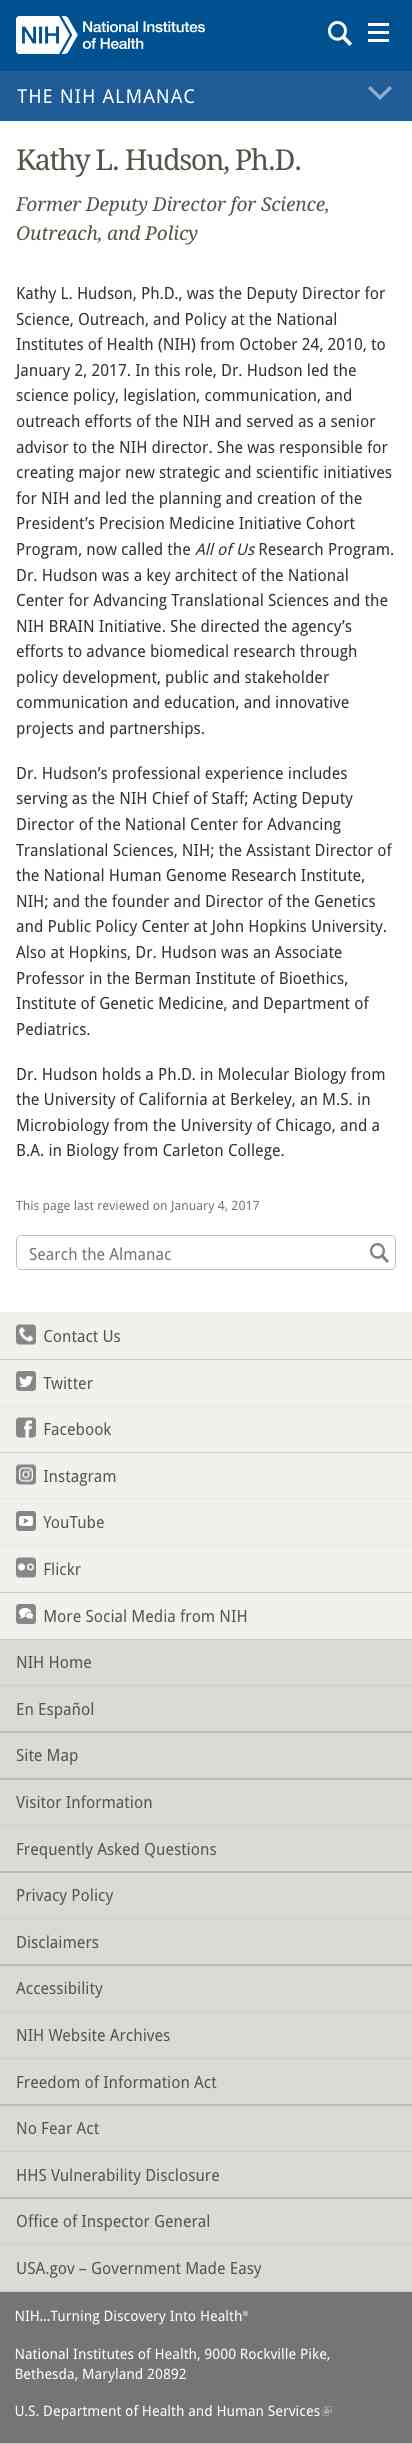 NIH National Institutes
of Health
THE NIH ALMANAC
Kathy L. Hudson, Ph.D.
Former Deputy Director for Science,
Outreach, and Policy
Kathy L. Hudson, Ph.D., was the Deputy Director for
Science, Outreach, and Policy at the National
Institutes of Health (NIH) from October 24, 2010, to
January 2, 2017. In this role, Dr. Hudson led the
science policy, legislation, communication, and
outreach efforts of the NIH and served as a senior
advisor to the NIH director. She was responsible for
creating major new strategic and scientific initiatives
for NIH and led the planning and creation of the
President’s Precision Medicine Initiative Cohort
Program, now called the All of Us Research Program.
Dr. Hudson was a key architect of the National
Center for Advancing Translational Sciences and the
NIH BRAIN Initiative. She directed the agency’s
efforts to advance biomedical research through
policy development, public and stakeholder
communication and education, and innovative
projects and partnerships.
Dr. Hudson’s professional experience includes
serving as the NIH Chief of Staff; Acting Deputy
Director of the National Center for Advancing
Translational Sciences, NIH; the Assistant Director of
the National Human Genome Research Institute,
NIH; and the founder and Director of the Genetics
and Public Policy Center at John Hopkins University.
Also at Hopkins, Dr. Hudson was an Associate
Professor in the Berman Institute of Bioethics,
Institute of Genetic Medicine, and Department of
Pediatrics.
Dr. Hudson holds a Ph.D. in Molecular Biology from
the University of California at Berkeley, an M.S. in
Microbiology from the University of Chicago, and a
B.A. in Biology from Carleton College.
This page last reviewed on January 4, 2017
Search the Almanac
Contact Us
Twitter
Facebook
Instagram
YouTube
Flickr
More Social Media from NIH
NIH Home
En Español
Site Map
Visitor Information
Frequently Asked Questions
Privacy Policy
Disclaimers
Accessibility
NIH Website Archives
Freedom of Information Act
No Fear Act
HHS Vulnerability Disclosure
Office of Inspector General
USA.gov – Government Made Easy
NIH…Turning Discovery Into Health®
National Institutes of Health, 9000 Rockville Pike,
Bethesda, Maryland 20892
U.S. Department of Health and Human Services